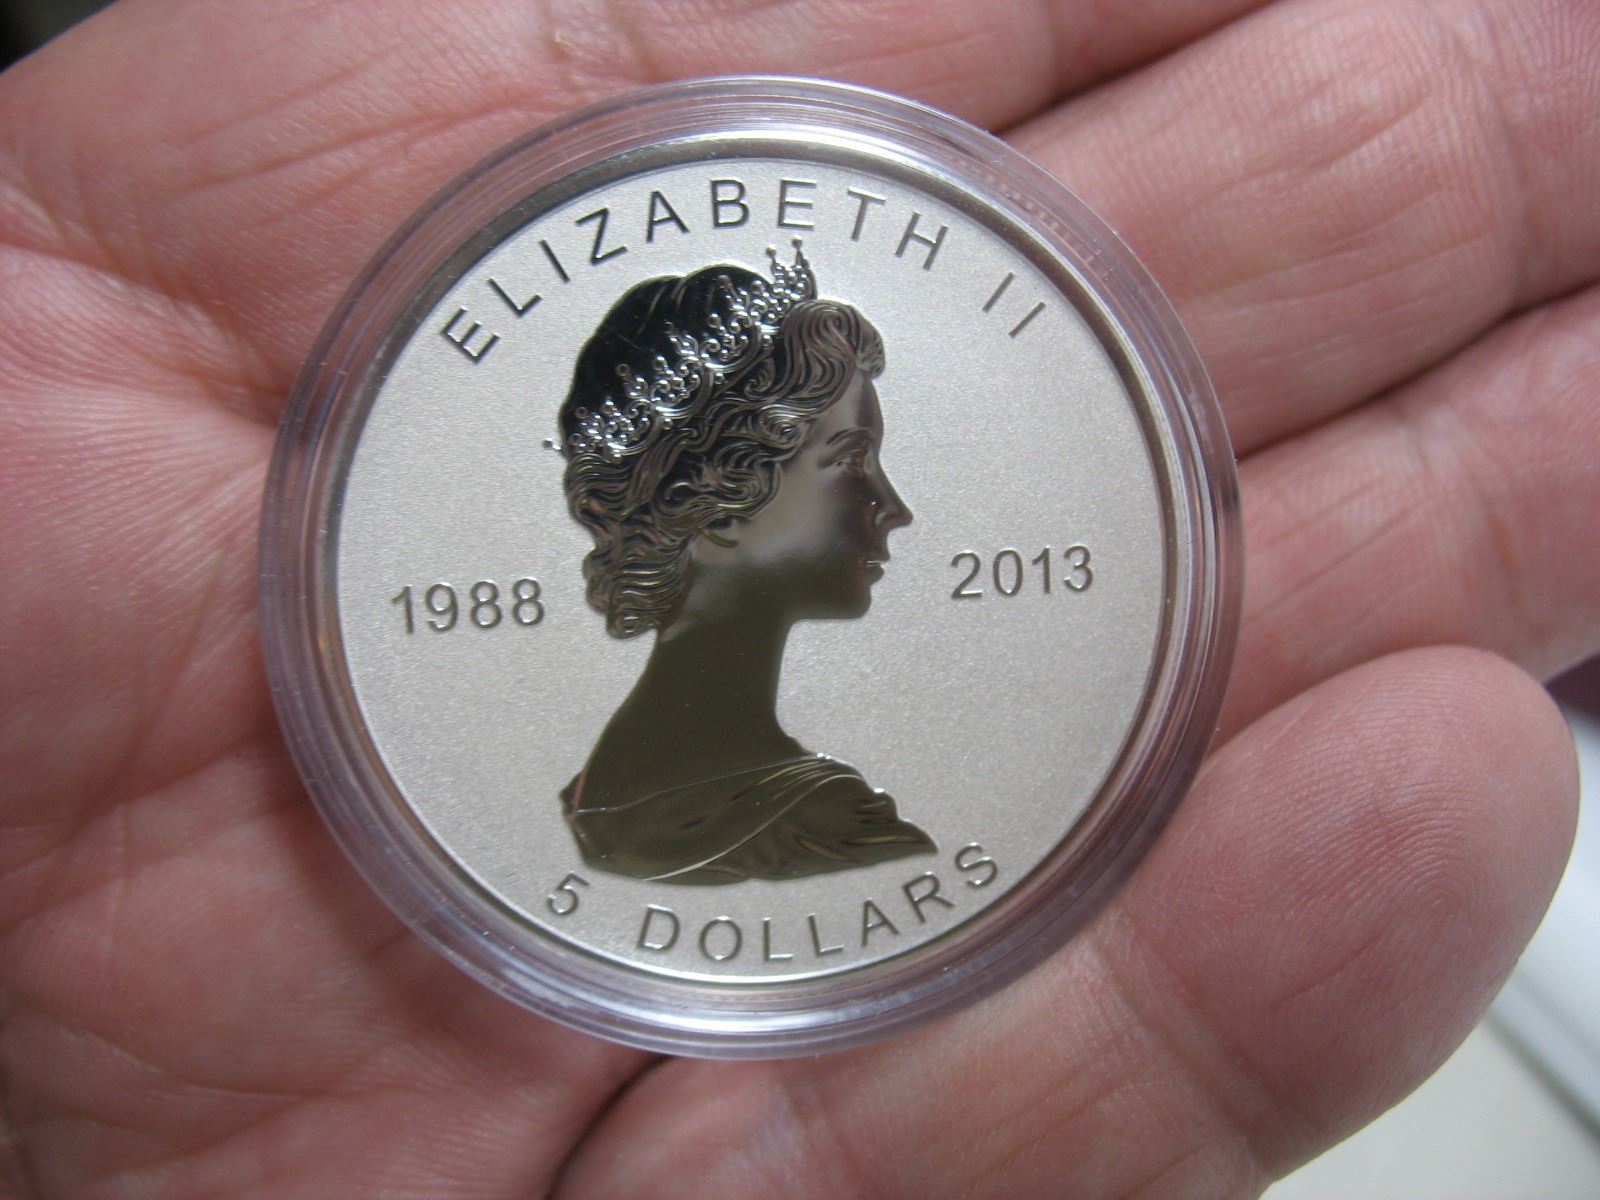 ELIZABETH II
1988 2013
5 DOLLARS